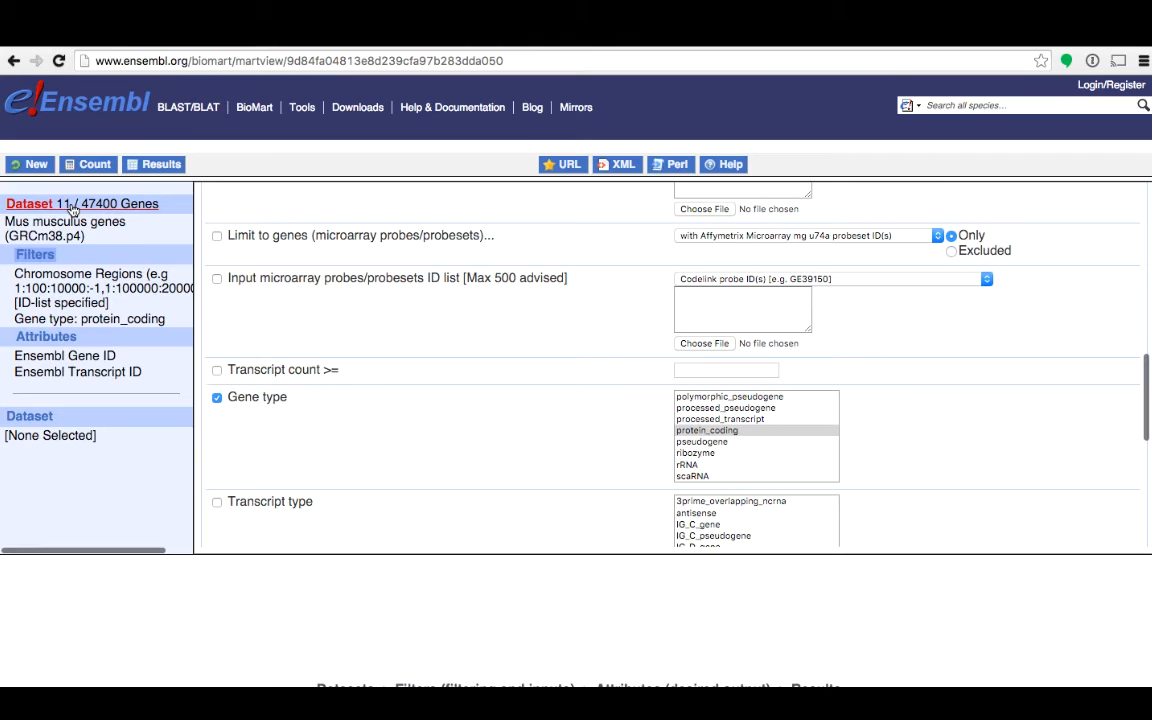 www.ensembl.org/biomart/martview/9d84fa04813e8d239cfa97b283dda050
Login/Register
e!Ensembl
BLAST/BLAT | BioMart | Tools | Downloads | Help & Documentation | Blog | Mirrors
Search all species...
New
Count
Results
URL
XML
Perl
Help
Dataset 11 / 47400 Genes
Mus musculus genes
(GRCm38.p4)
Filters
Chromosome Regions (e.g
1:100:10000:-1,1:100000:20000
[ID-list specified]
Gene type: protein_coding
Attributes
Ensembl Gene ID
Ensembl Transcript ID
Dataset
[None Selected]
Choose File No file chosen
Limit to genes (microarray probes/probesets)...
with Affymetrix Microarray mg u74a probeset ID(s)
Only
Excluded
Input microarray probes/probesets ID list [Max 500 advised]
Codelink probe ID(s) [e.g. GE39150]
Choose File No file chosen
Transcript count >=
Gene type
polymorphic_pseudogene
processed_pseudogene
processed_transcript
protein_coding
pseudogene
ribozyme
rRNA
scaRNA
Transcript type
3prime_overlapping_ncrna
antisense
IG_C_gene
IG_C_pseudogene